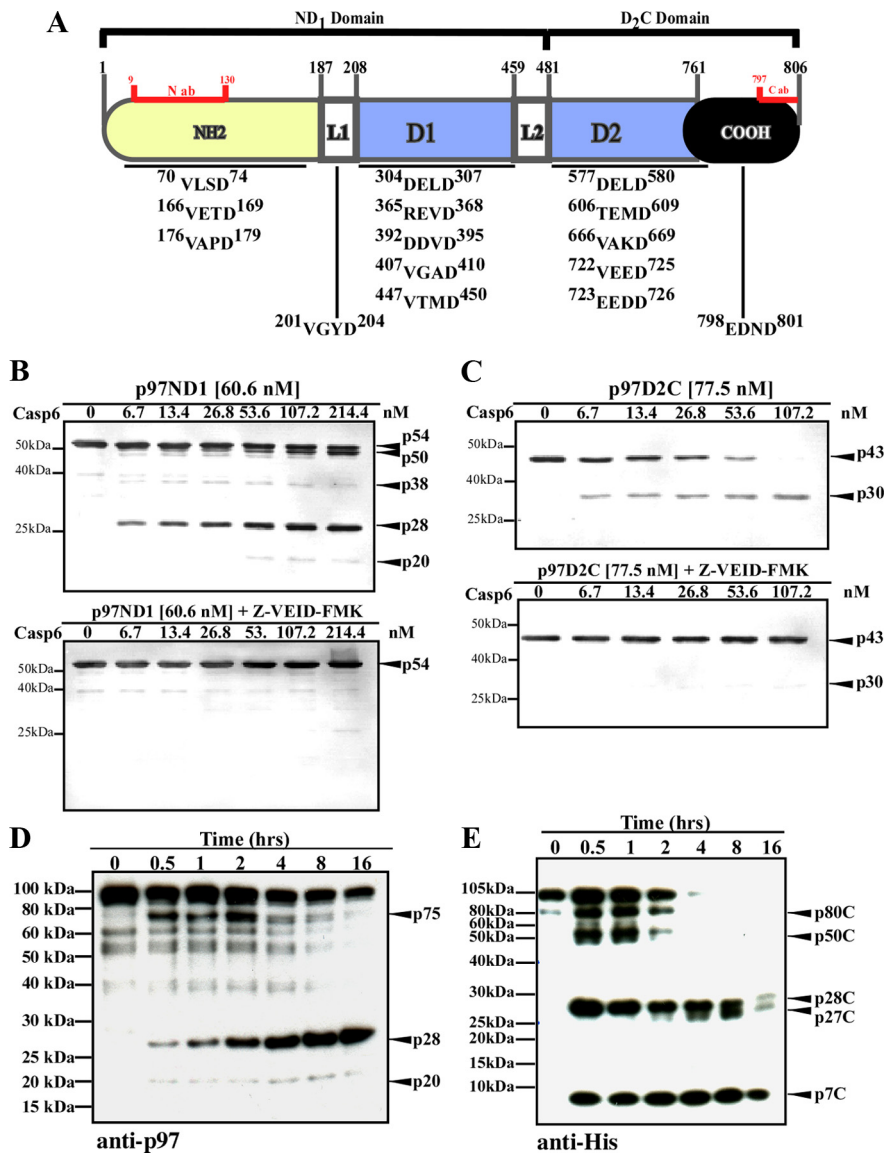 A
ND1 Domain
D2C Domain
1
187
208
459
481
761
806
9
130
797
N ab
C ab
NH2
L1
D1
L2
D2
COOH
70VLSD74
304DELD307
577DELD580
166VETD169
365REVD368
606TEMD609
176VAPD179
392DDVD395
666VAKD669
407VGAD410
722VEED725
447VTMD450
723EEDD726
201VGYD204
798EDND801
B
p97ND1 [60.6 nM]
Casp6 0 6.7 13.4 26.8 53.6 107.2 214.4 nM
50kDa
40kDa
25kDa
p54
p50
p38
p28
p20
p97ND1 [60.6 nM] + Z-VEID-FMK
Casp6 0 6.7 13.4 26.8 53. 107.2 214.4 nM
50kDa
40kDa
25kDa
p54
C
p97D2C [77.5 nM]
Casp6 0 6.7 13.4 26.8 53.6 107.2 nM
50kDa
40kDa
25kDa
p43
p30
p97D2C [77.5 nM] + Z-VEID-FMK
Casp6 0 6.7 13.4 26.8 53.6 107.2 nM
50kDa
40kDa
25kDa
p43
p30
D
Time (hrs)
0 0.5 1 2 4 8 16
100 kDa
80 kDa
60 kDa
50 kDa
40 kDa
30 kDa
25 kDa
20 kDa
15 kDa
p75
p28
p20
anti-p97
E
Time (hrs)
0 0.5 1 2 4 8 16
105kDa
80kDa
60kDa
50kDa
40kDa
30kDa
25kDa
20kDa
15kDa
10kDa
p80C
p50C
p28C
p27C
p7C
anti-His